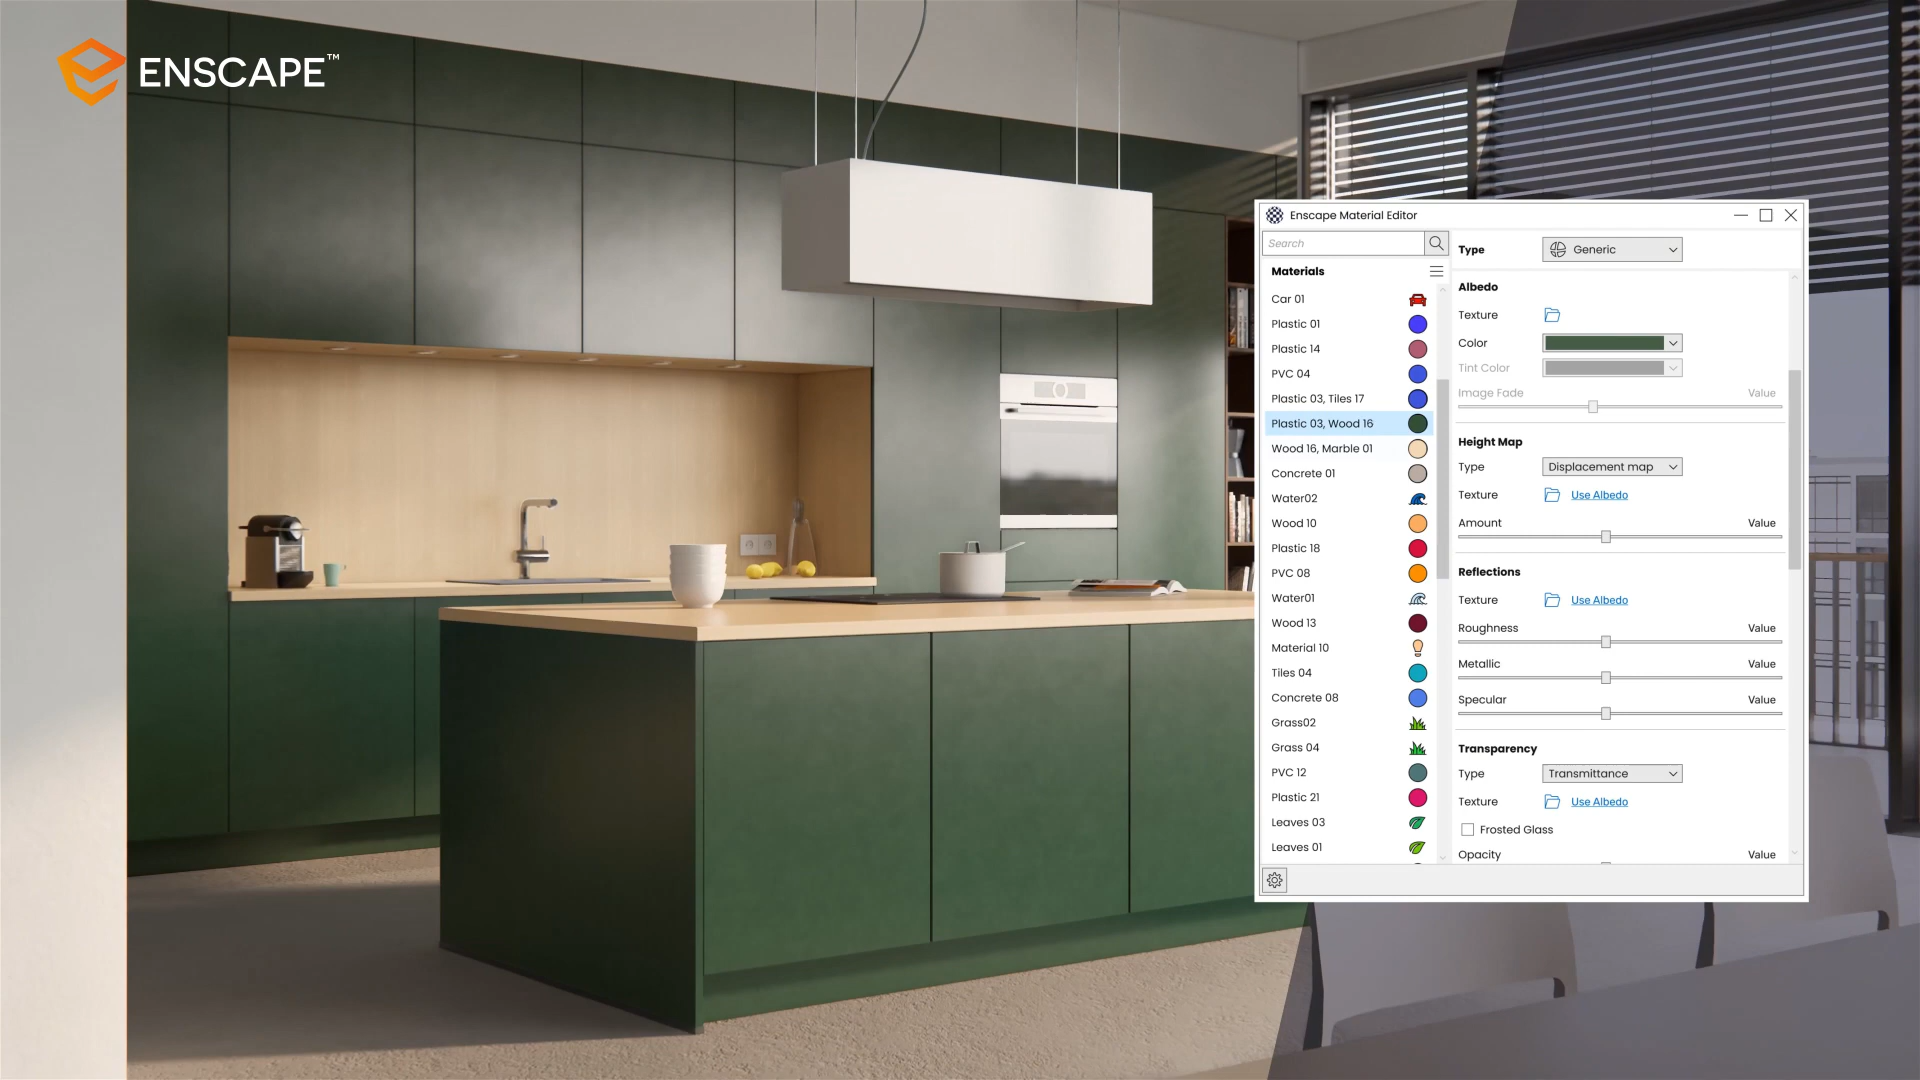 ENSCAPE™
Enscape Material Editor
Search
Materials
Car 01
Plastic 01
Plastic 14
PVC 04
Plastic 03, Tiles 17
Plastic 03, Wood 16
Wood 16, Marble 01
Concrete 01
Water02
Wood 10
Plastic 18
PVC 08
Water01
Wood 13
Material 10
Tiles 04
Concrete 08
Grass02
Grass 04
PVC 12
Plastic 21
Leaves 03
Leaves 01
Type Generic
Albedo
Texture
Color
Tint Color
Image Fade Value
Height Map
Type Displacement map
Texture Use Albedo
Amount Value
Reflections
Texture Use Albedo
Roughness Value
Metallic Value
Specular Value
Transparency
Type Transmittance
Texture Use Albedo
Frosted Glass
Opacity Value